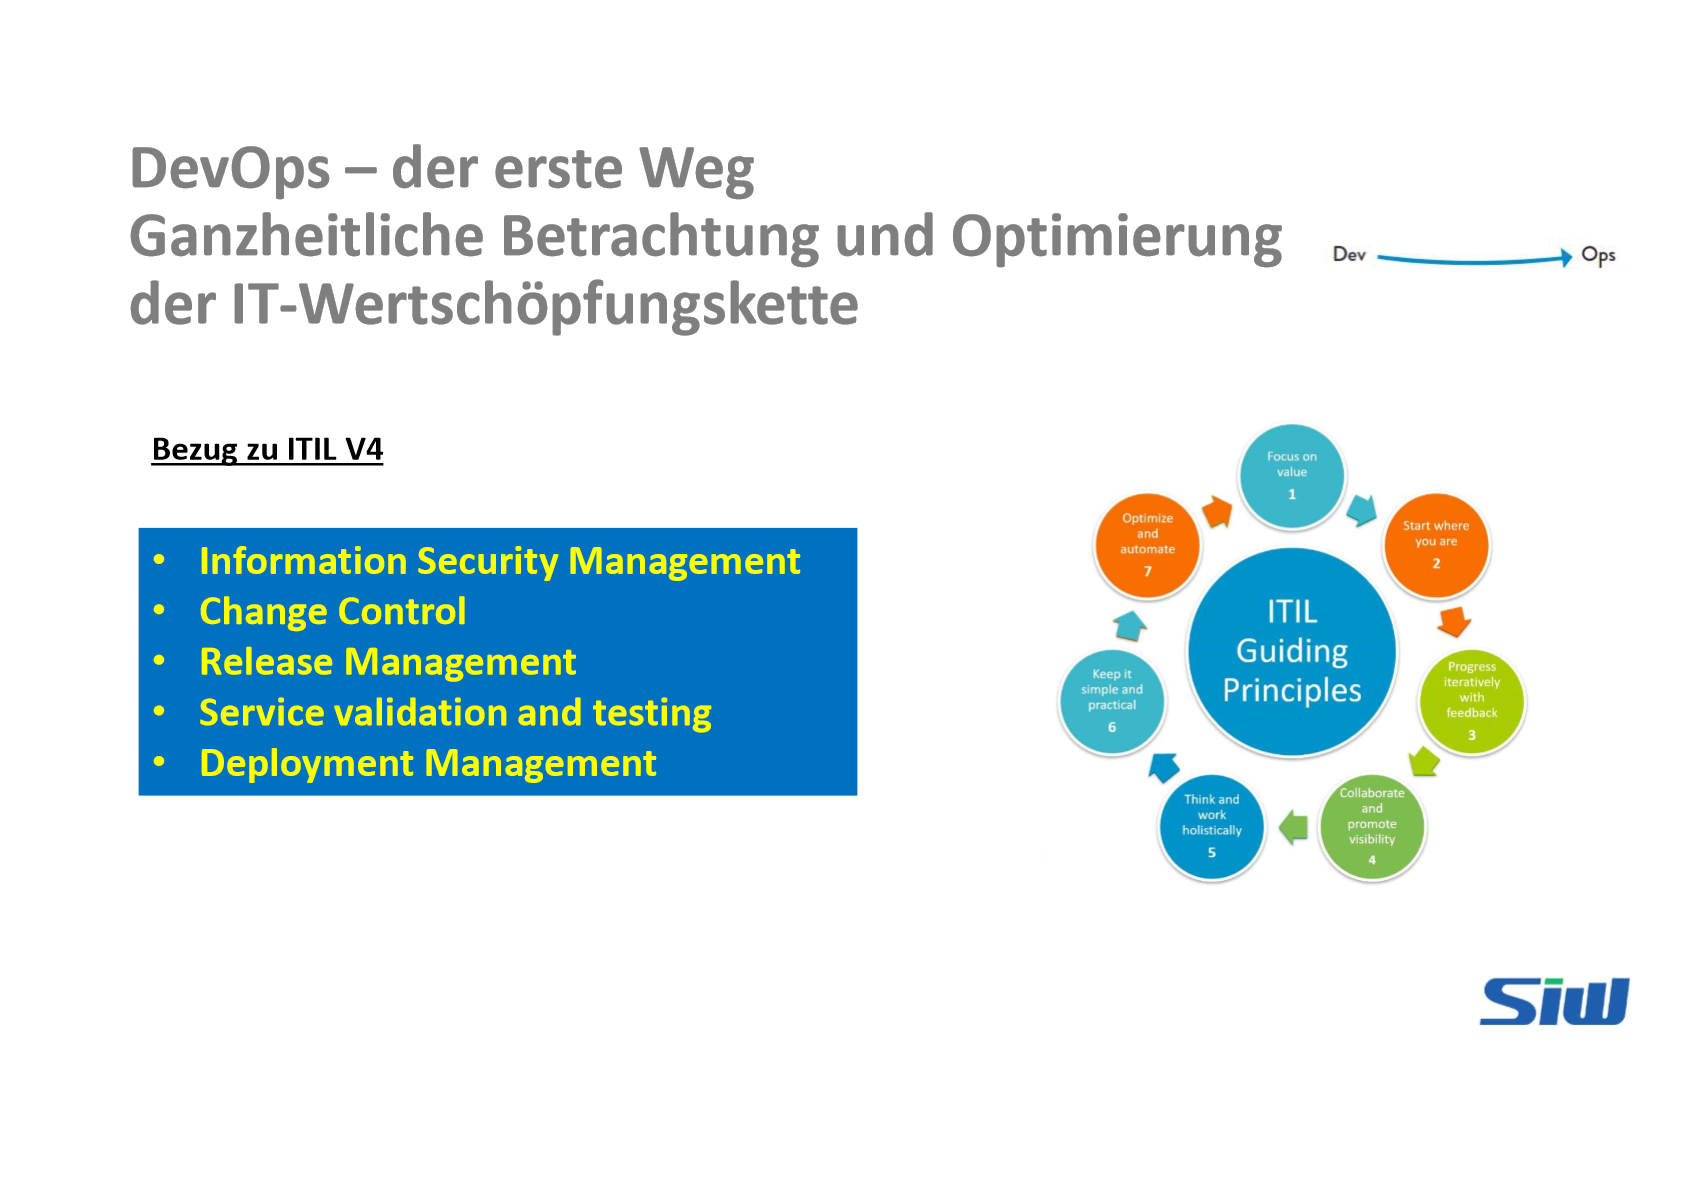 DevOps – der erste Weg
Ganzheitliche Betrachtung und Optimierung
der IT-Wertschöpfungskette
Dev
Ops
Bezug zu ITIL V4
• Information Security Management
• Change Control
• Release Management
• Service validation and testing
• Deployment Management
ITIL
Guiding
Principles
Focus on
value
1
Start where
you are
2
Progress
iteratively
with
feedback
3
Collaborate
and
promote
visibility
4
Think and
work
holistically
5
Keep it
simple and
practical
6
Optimize
and
automate
7
Siw